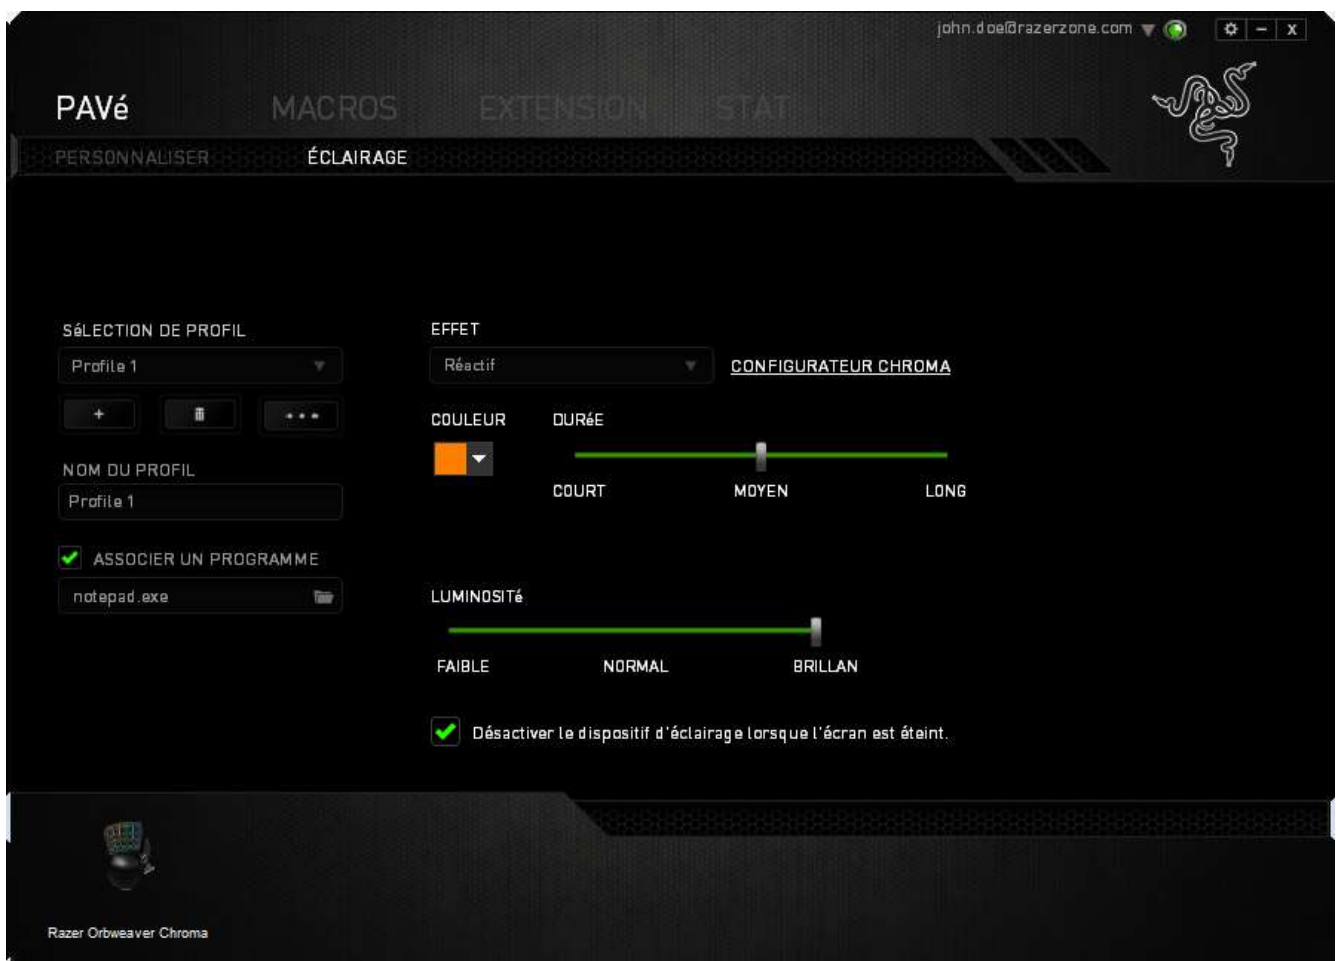 john.doe@razerzone.com
PAVé MACROS EXTENSION STAT
PERSONNALISER ÉCLAIRAGE
SéLECTION DE PROFIL
Profile 1
NOM DU PROFIL
Profile 1
ASSOCIER UN PROGRAMME
notepad.exe
EFFET
Réactif CONFIGURATEUR CHROMA
COULEUR DURéE
COURT MOYEN LONG
LUMINOSITé
FAIBLE NORMAL BRILLAN
Désactiver le dispositif d'éclairage lorsque l'écran est éteint.
Razer Orbweaver Chroma